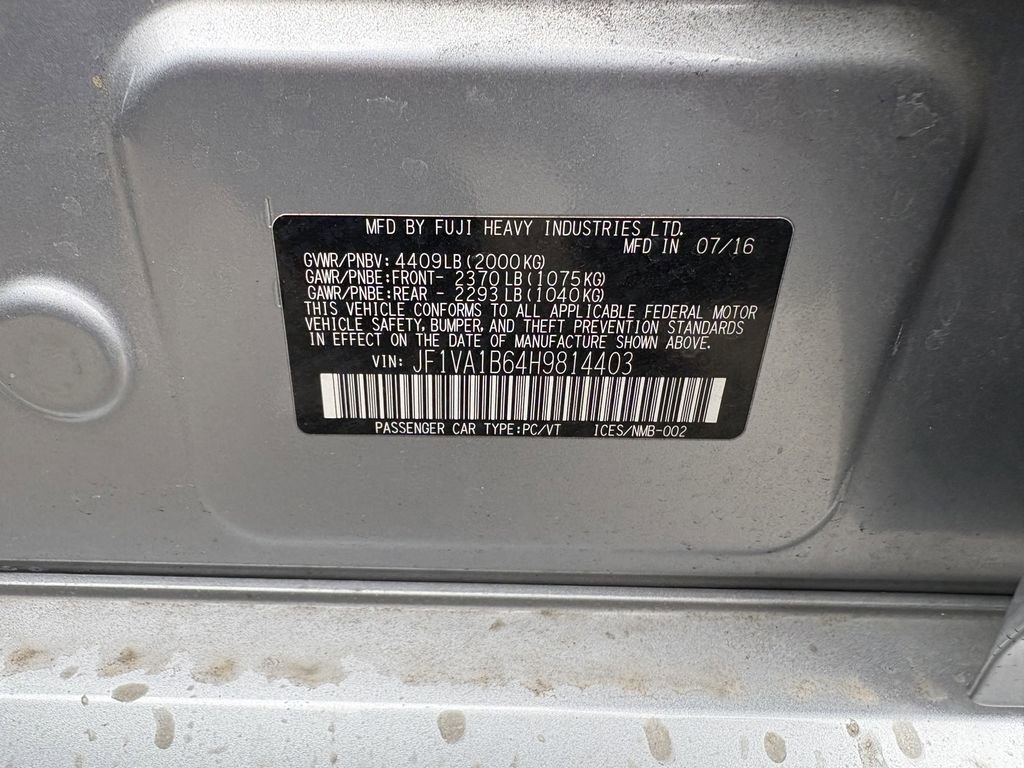 MFD BY FUJI HEAVY INDUSTRIES LTD.
MFD IN 07/16
GVWR/PNBV: 4409LB(2000KG)
GAWR/PNBE:FRONT- 2370LB(1075KG)
GAWR/PNBE:REAR - 2293LB(1040KG)
THIS VEHICLE CONFORMS TO ALL APPLICABLE FEDERAL MOTOR
VEHICLE SAFETY, BUMPER, AND THEFT PREVENTION STANDARDS
IN EFFECT ON THE DATE OF MANUFACTURE SHOWN ABOVE.
VIN: JF1VA1B64H9814403
PASSENGER CAR TYPE:PC/VT ICES/NMB-002